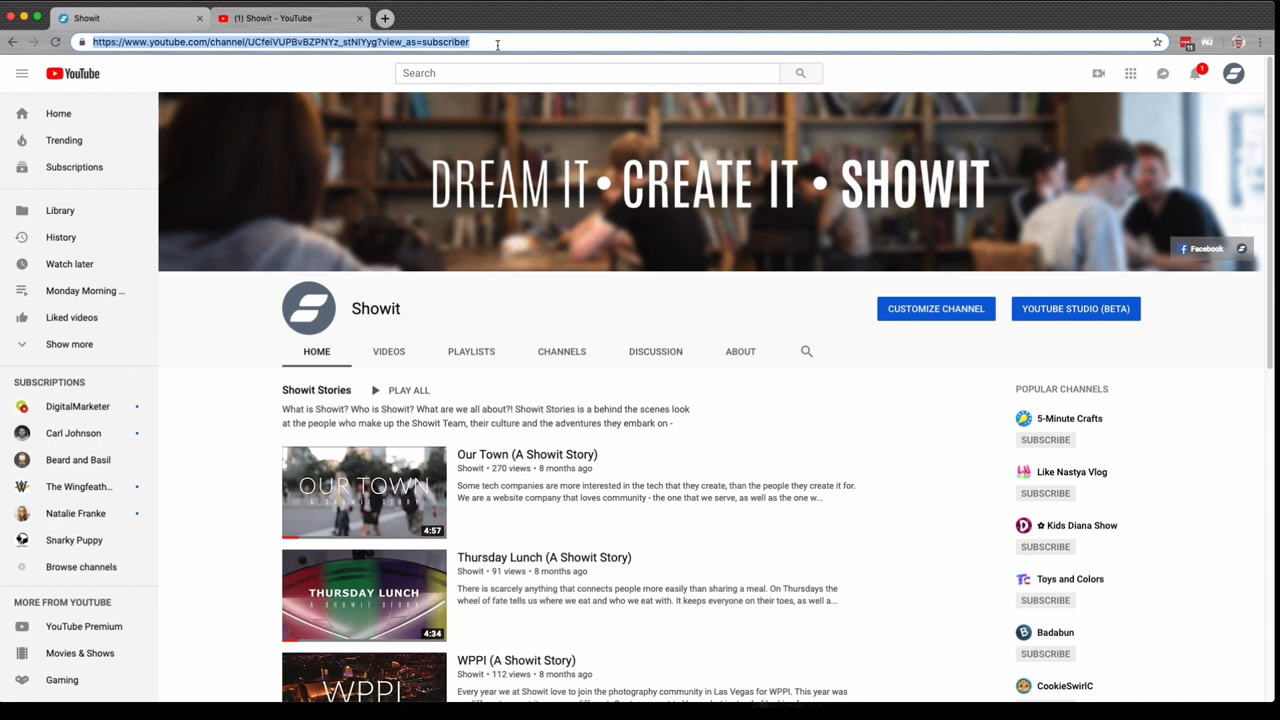 Showit
(1) Showit - YouTube
https://www.youtube.com/channel/UCfeiVUPBvBZPNYz_stNIYyg?view_as=subscriber
11
WJ
YouTube
Search
1
Home
Trending
Subscriptions
Library
History
Watch later
Monday Morning ...
Liked videos
Show more
SUBSCRIPTIONS
DigitalMarketer
Carl Johnson
Beard and Basil
The Wingfeath...
Natalie Franke
Snarky Puppy
Browse channels
MORE FROM YOUTUBE
YouTube Premium
Movies & Shows
Gaming
DREAM IT • CREATE IT • SHOWIT
Facebook
Showit
CUSTOMIZE CHANNEL
YOUTUBE STUDIO (BETA)
HOME
VIDEOS
PLAYLISTS
CHANNELS
DISCUSSION
ABOUT
Showit Stories
PLAY ALL
What is Showit? Who is Showit? What are we all about?! Showit Stories is a behind the scenes look
at the people who make up the Showit Team, their culture and the adventures they embark on -
OUR TOWN
A SHOWIT STORY
4:57
Our Town (A Showit Story)
Showit • 270 views • 8 months ago
Some tech companies are more interested in the tech that they create, than the people they create it for.
We are a website company that loves community - the one that we serve, as well as the one w...
THURSDAY LUNCH
A SHOWIT STORY
4:34
Thursday Lunch (A Showit Story)
Showit • 91 views • 8 months ago
There is scarcely anything that connects people more easily than sharing a meal. On Thursdays the
wheel of fate tells us where we eat and who we eat with. It keeps everyone on their toes, as well a...
WPPI
WPPI (A Showit Story)
Showit • 112 views • 8 months ago
Every year we at Showit love to join the photography community in Las Vegas for WPPI. This year was
POPULAR CHANNELS
5-Minute Crafts
SUBSCRIBE
Like Nastya Vlog
SUBSCRIBE
✿ Kids Diana Show
SUBSCRIBE
Toys and Colors
SUBSCRIBE
Badabun
SUBSCRIBE
CookieSwirlC